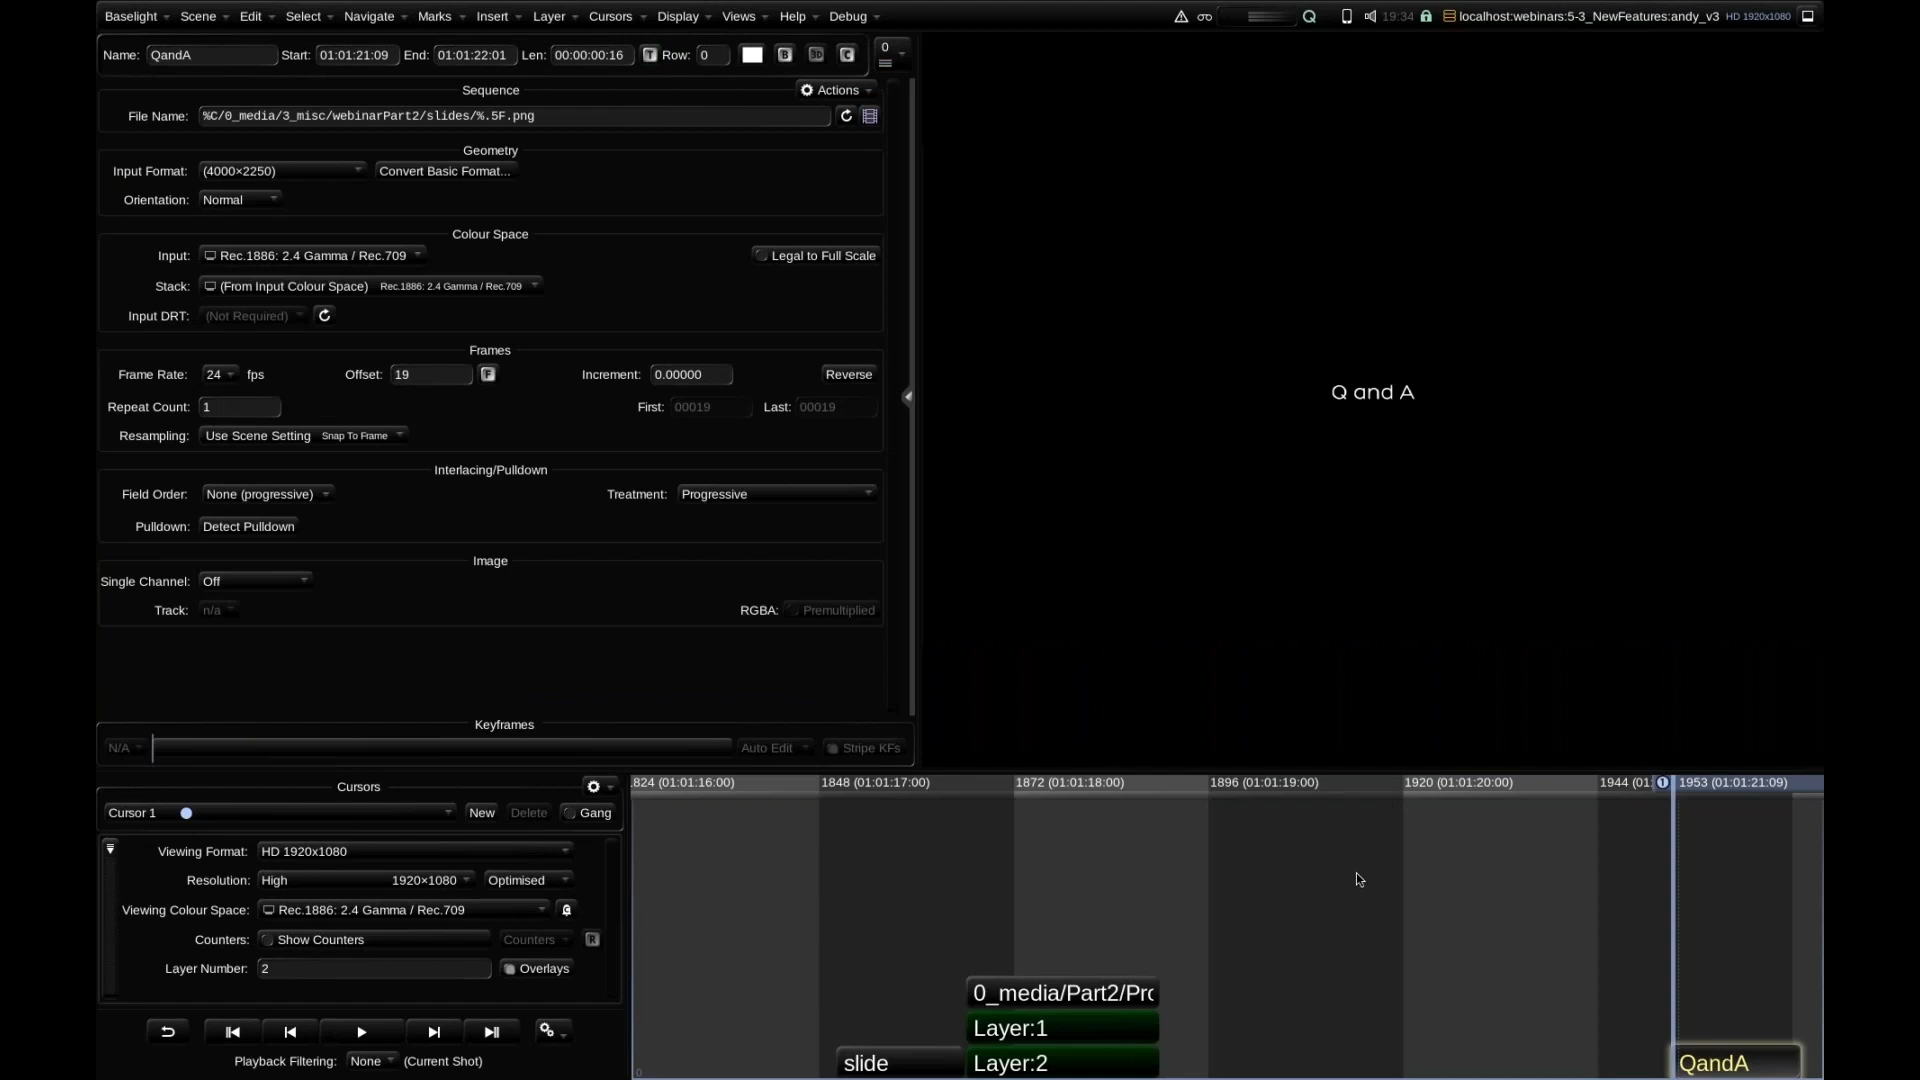 Baselight Scene Edit Select Navigate Marks Insert Layer Cursors Display Views Help Debug 19:34 localhost:webinars:5-3_NewFeatures:andy_v3 HD 1920x1080
Name: QandA Start: 01:01:21:09 End: 01:01:22:01 Len: 00:00:00:16 T Row: 0 B 3D C 0
Sequence Actions
File Name: %C/0_media/3_misc/webinarPart2/slides/%.5F.png
Geometry
Input Format: (4000×2250) Convert Basic Format...
Orientation: Normal
Colour Space
Input: Rec.1886: 2.4 Gamma / Rec.709 Legal to Full Scale
Stack: (From Input Colour Space) Rec.1886: 2.4 Gamma / Rec.709
Input DRT: (Not Required)
Frames
Frame Rate: 24 fps Offset: 19 F Increment: 0.00000 Reverse
Repeat Count: 1 First: 00019 Last: 00019
Resampling: Use Scene Setting Snap To Frame
Interlacing/Pulldown
Field Order: None (progressive) Treatment: Progressive
Pulldown: Detect Pulldown
Image
Single Channel: Off
Track: n/a RGBA: Premultiplied
Q and A
Keyframes
N/A Auto Edit Stripe KFs
Cursors
Cursor 1 New Delete Gang
Viewing Format: HD 1920x1080
Resolution: High 1920×1080 Optimised
Viewing Colour Space: Rec.1886: 2.4 Gamma / Rec.709
Counters: Show Counters Counters R
Layer Number: 2 Overlays
Playback Filtering: None (Current Shot)
824 (01:01:16:00) 1848 (01:01:17:00) 1872 (01:01:18:00) 1896 (01:01:19:00) 1920 (01:01:20:00) 1944 (01: 1 1953 (01:01:21:09)
0_media/Part2/Pro
Layer:1
slide Layer:2 QandA
0